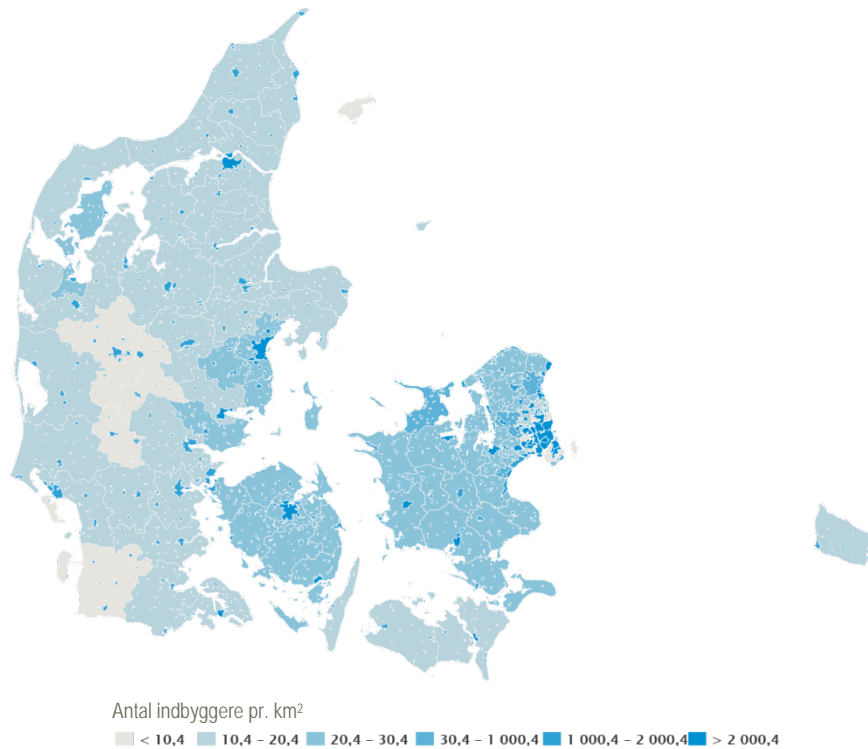 Antal indbyggere pr. km²
< 10,4 10,4 – 20,4 20,4 – 30,4 30,4 – 1 000,4 1 000,4 – 2 000,4 > 2 000,4